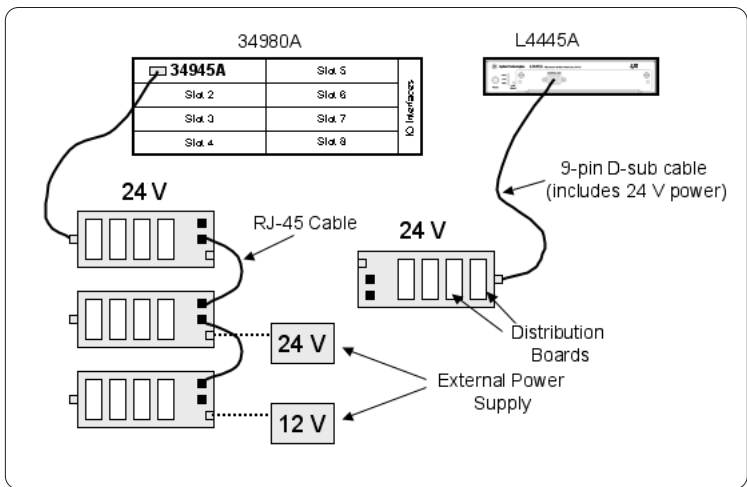 34980A
L4445A
34945A
Slot 2
Slot 3
Slot 4
Slot 5
Slot 6
Slot 7
Slot 8
IO Interfaces
9-pin D-sub cable
(includes 24 V power)
24 V
RJ-45 Cable
24 V
Distribution
Boards
24 V
External Power
Supply
12 V